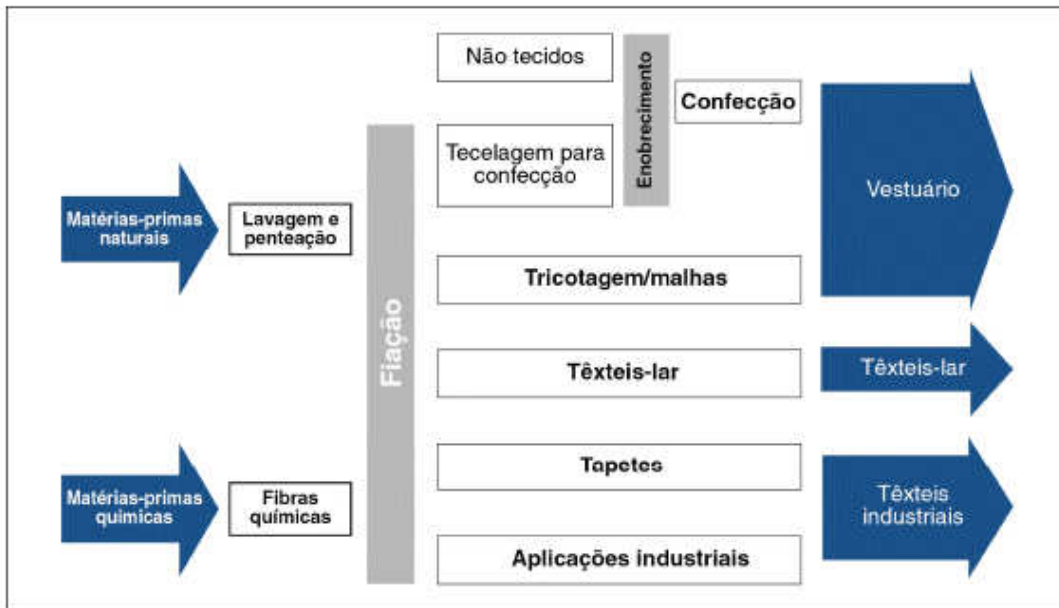 Não tecidos
Enobrecimento
Confecção
Tecelagem para
confecção
Vestuário
Matérias-primas
naturais
Lavagem e
penteação
Fiação
Tricotagem/malhas
Têxteis-lar
Têxteis-lar
Matérias-primas
químicas
Fibras
químicas
Tapetes
Têxteis
industriais
Aplicações industriais